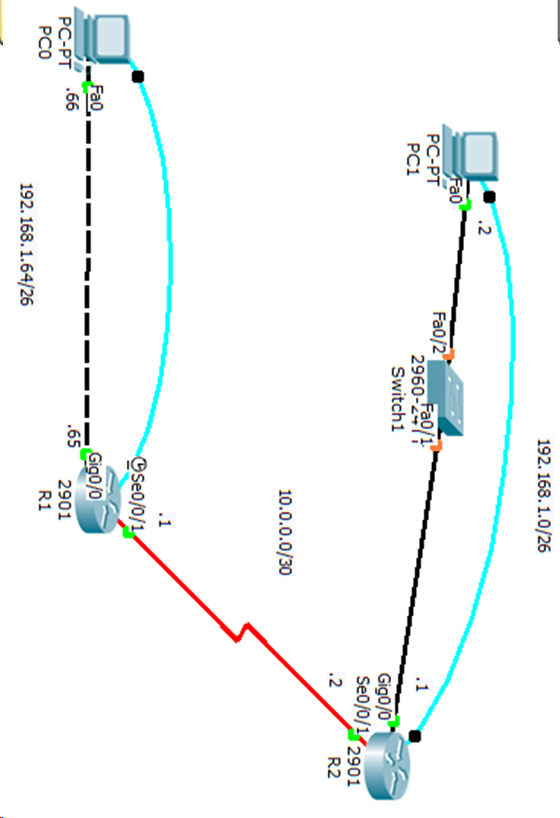 PC-PT
PC0
Fa0
.66
192.168.1.64/26
.65
Gig0/0
Se0/0/1
.1
2901
R1
10.0.0.0/30
PC-PT
PC1
Fa0
.2
Fa0/2
Switch1
Fa0/1
192.168.1.0/26
.1
Gig0/0
Se0/0/1
.2
2901
R2